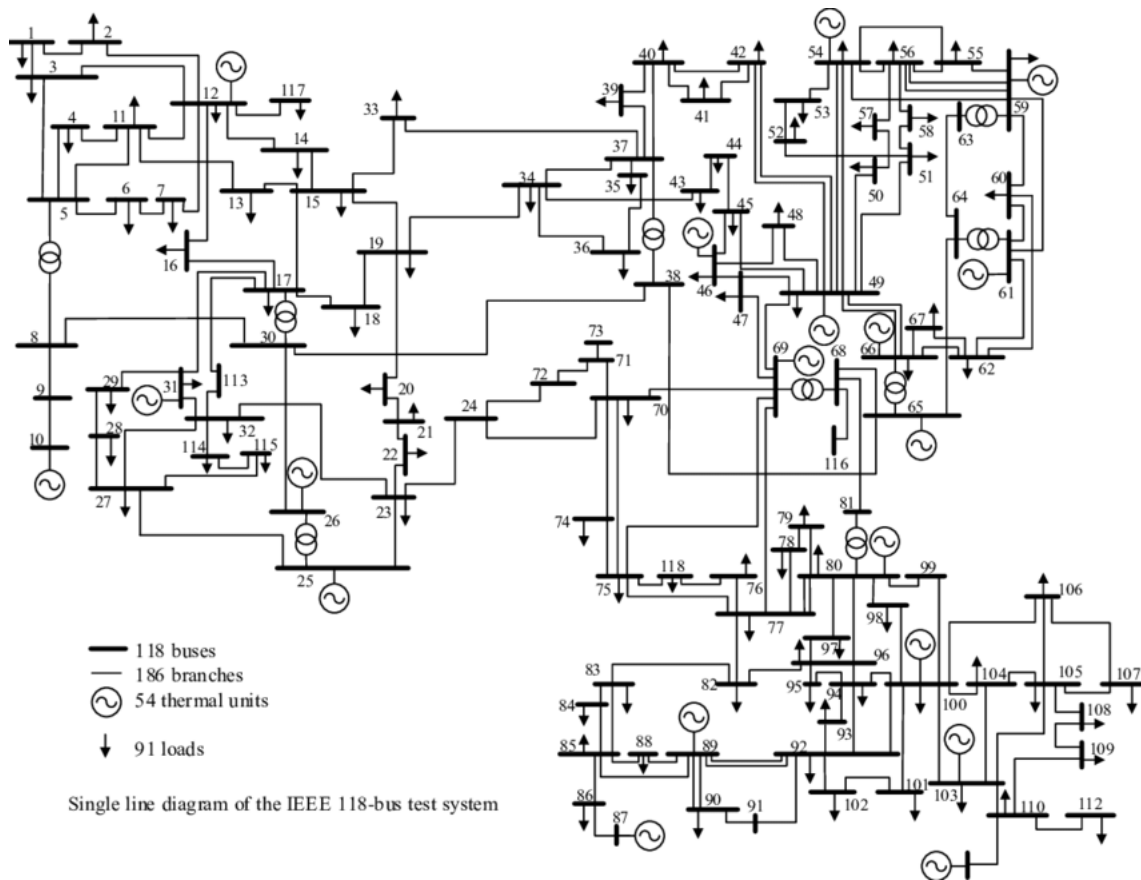 1 2 40 42 54 56 55
3 12 117 33 39 41 53 59
4 11 14 44 52 57 58 63
37 51
6 7 13 15 34 35 43 45 50 60
5 64
16 19 36 46 48
17 18 38 47 49 61
8 30 73 69 68 66 67 62
9 29 31 113 20 72 71
10 28 32 21 24 70 65
114 115 22 116
27 26 23 81
25 74 79
78
75 118 76 80 99
77 98 106
118 buses
186 branches
54 thermal units
91 loads
83 82 97 96 104 105 107
84 95 94 100 108
85 88 89 92 93 109
86 90 91 102 101 103 110 112
87
Single line diagram of the IEEE 118-bus test system